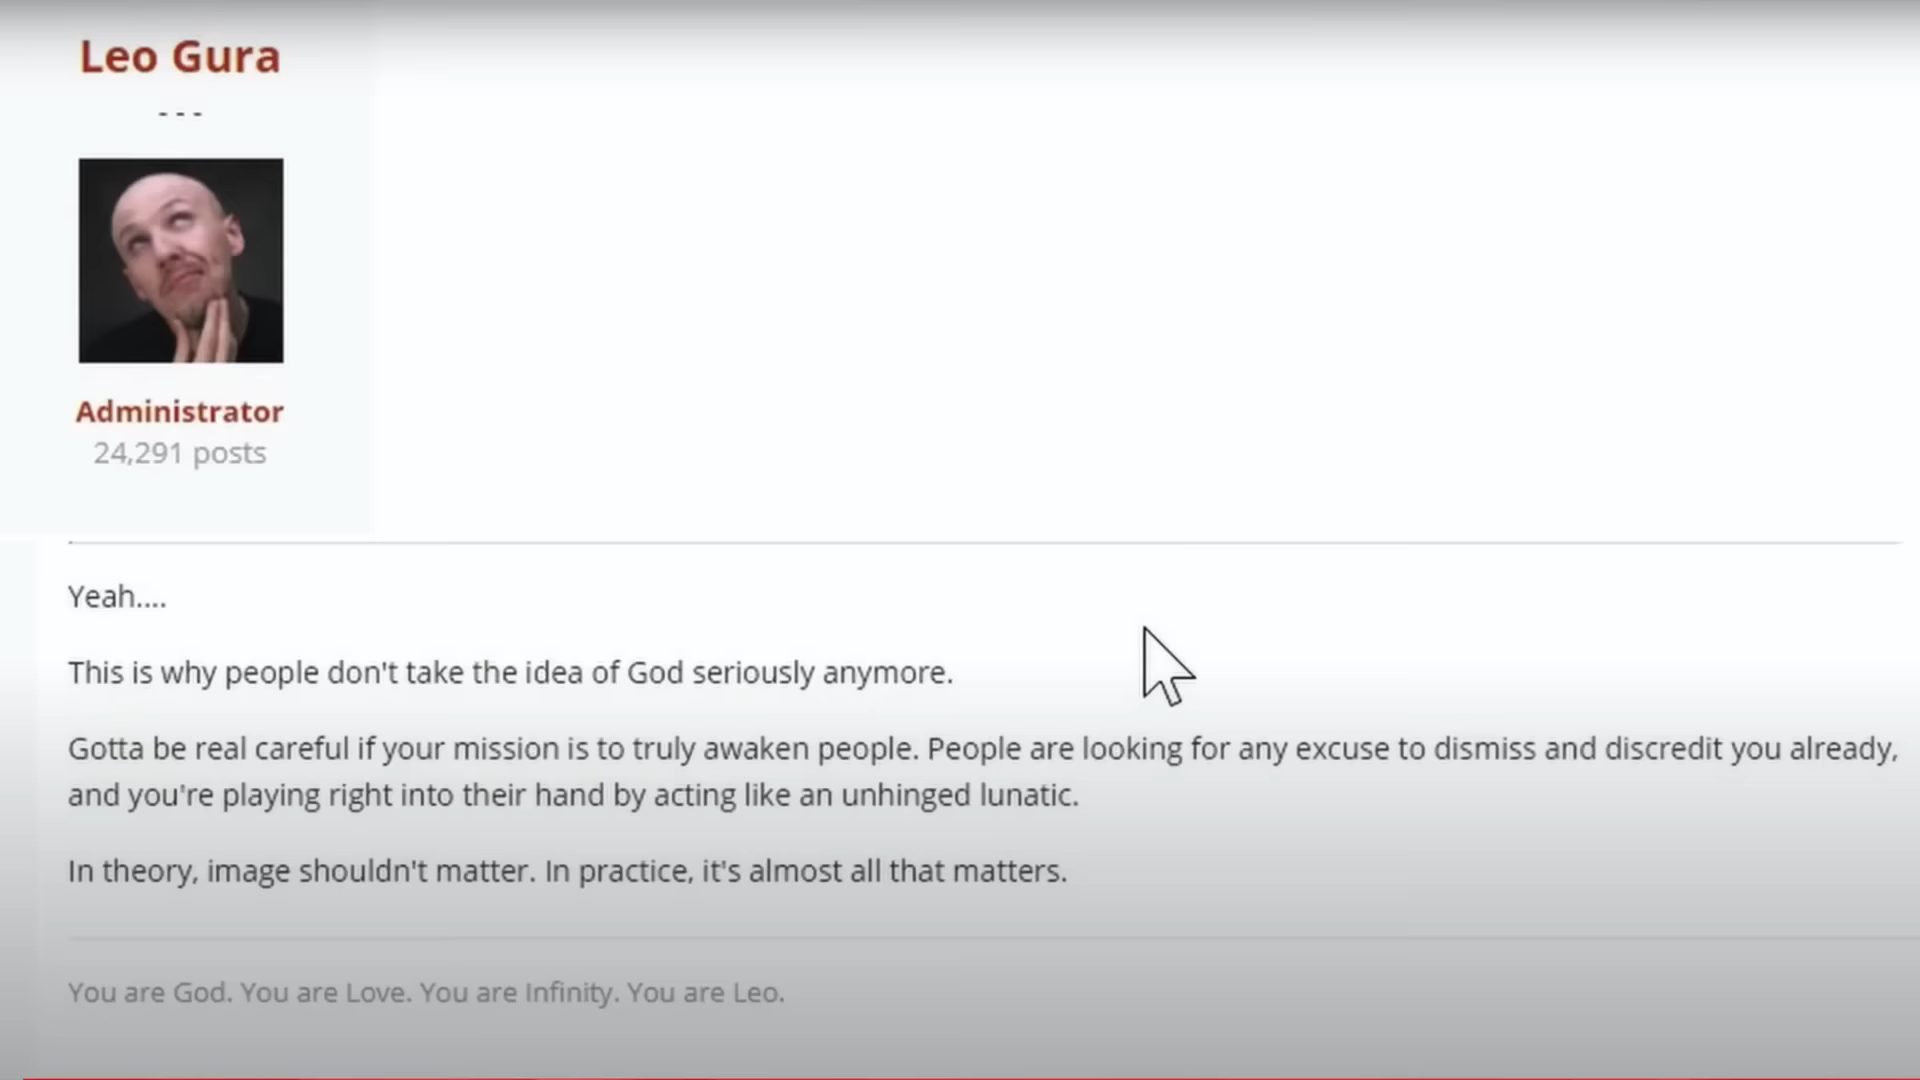 Leo Gura
- - -
Administrator
24,291 posts
Yeah....
This is why people don't take the idea of God seriously anymore.
Gotta be real careful if your mission is to truly awaken people. People are looking for any excuse to dismiss and discredit you already,
and you're playing right into their hand by acting like an unhinged lunatic.
In theory, image shouldn't matter. In practice, it's almost all that matters.
You are God. You are Love. You are Infinity. You are Leo.